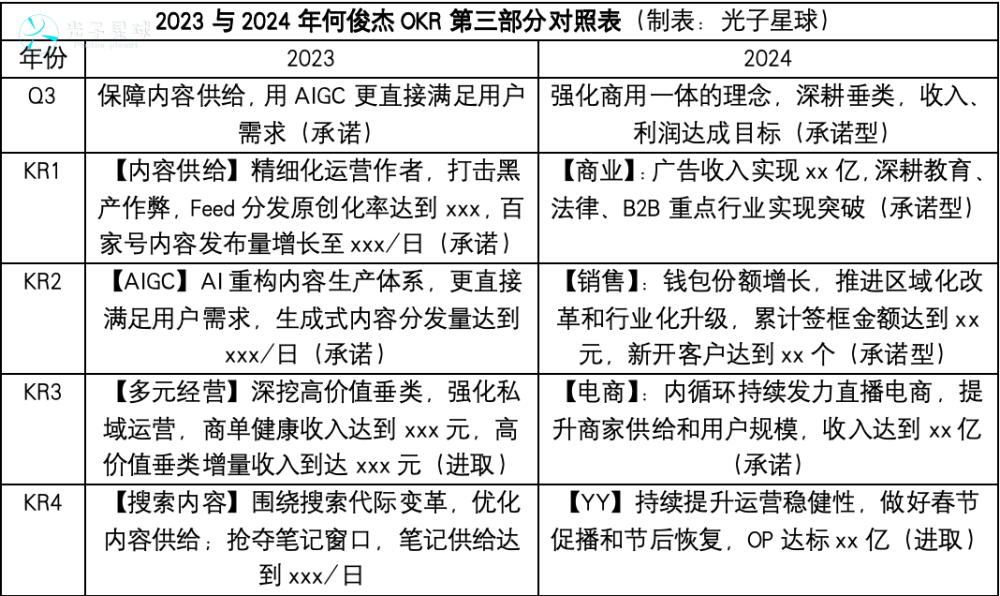 2023 与 2024 年何俊杰 OKR 第三部分对照表（制表：光子星球）
光子星球
年份
2023
2024
Q3
保障内容供给，用 AIGC 更直接满足用户
需求（承诺）
强化商用一体的理念，深耕垂类，收入、
利润达成目标（承诺型）
KR1
【内容供给】精细化运营作者，打击黑
产作弊，Feed 分发原创化率达到 xxx，百
家号内容发布量增长至 xxx/日（承诺）
【商业】：广告收入实现 xx 亿，深耕教育、
法律、B2B 重点行业实现突破（承诺型）
KR2
【AIGC】AI 重构内容生产体系，更直接
满足用户需求，生成式内容分发量达到
xxx/日（承诺）
【销售】：钱包份额增长，推进区域化改
革和行业化升级，累计签框金额达到 xx
元，新开客户达到 xx 个（承诺型）
KR3
【多元经营】深挖高价值垂类，强化私
域运营，商单健康收入达到 xxx 元，高
价值垂类增量收入到达 xxx 元（进取）
【电商】：内循环持续发力直播电商，提
升商家供给和用户规模，收入达到 xx 亿
（承诺）
KR4
【搜索内容】围绕搜索代际变革，优化
内容供给；抢夺笔记窗口，笔记供给达
到 xxx/日
【YY】持续提升运营稳健性，做好春节
促播和节后恢复，OP 达标 xx 亿（进取）